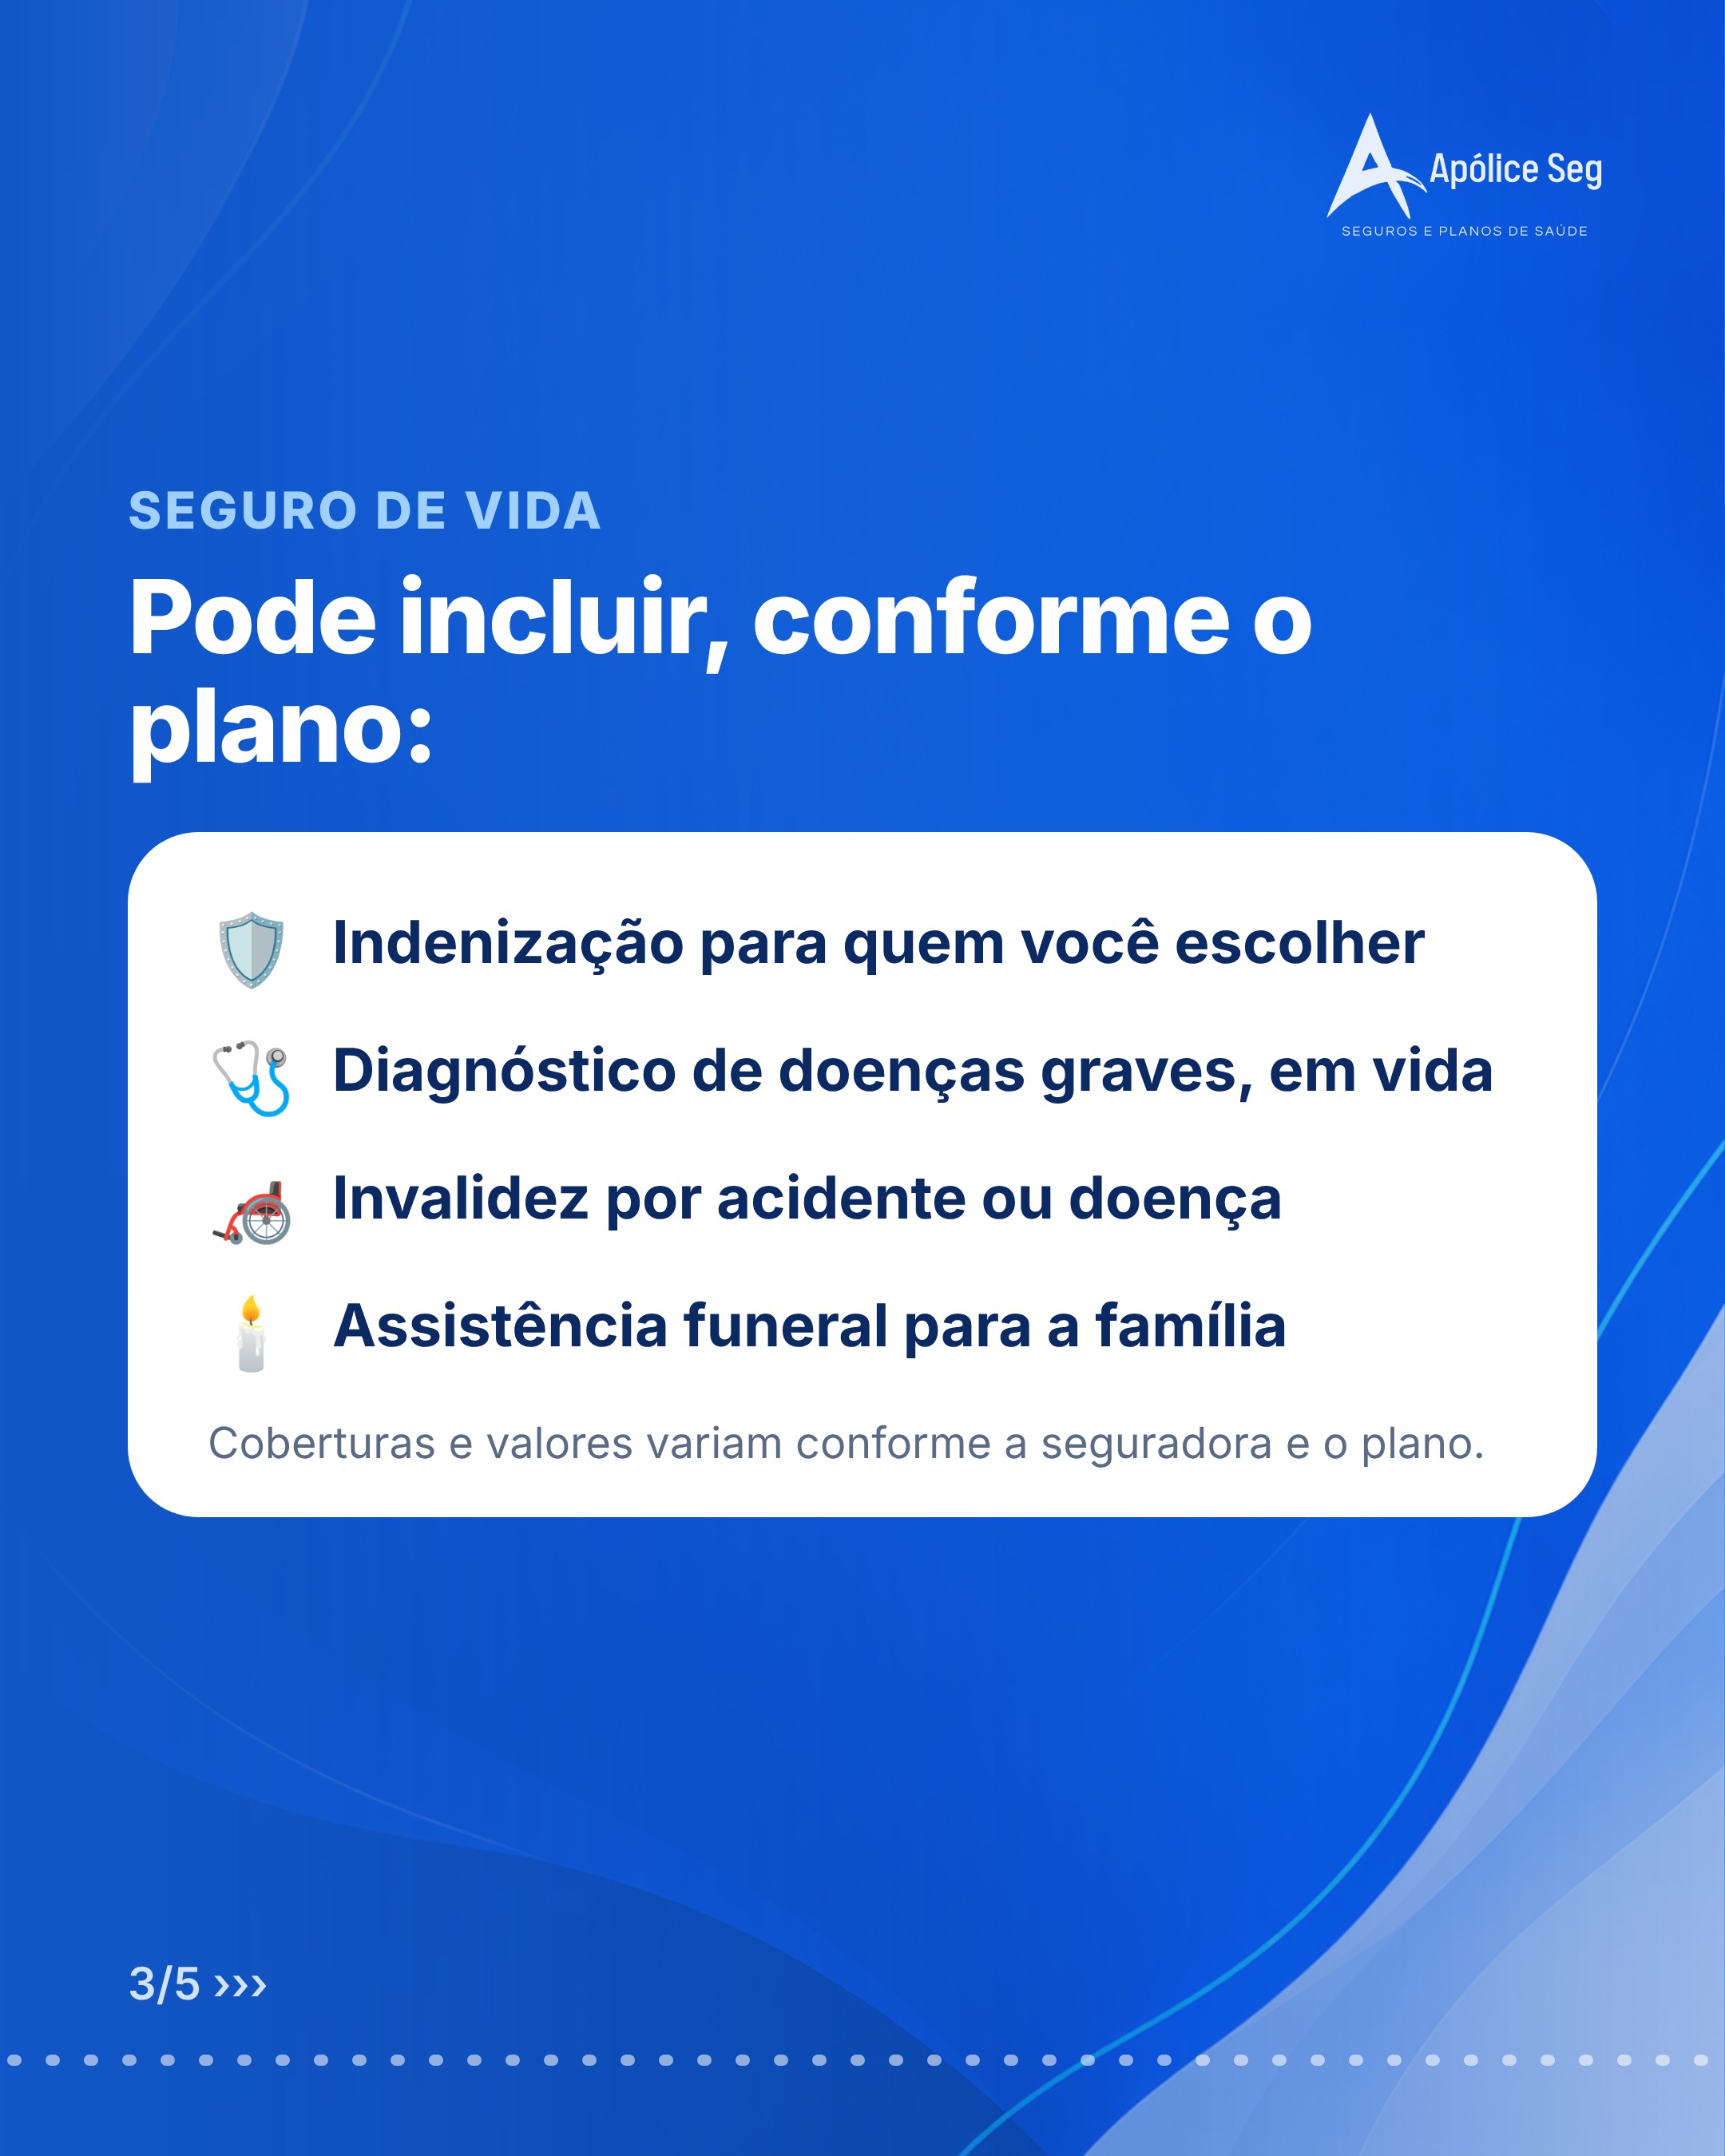 Apólice Seg
SEGUROS E PLANOS DE SAÚDE
SEGURO DE VIDA
Pode incluir, conforme o
plano:
Indenização para quem você escolher
Diagnóstico de doenças graves, em vida
Invalidez por acidente ou doença
Assistência funeral para a família
Coberturas e valores variam conforme a seguradora e o plano.
3/5 ›››